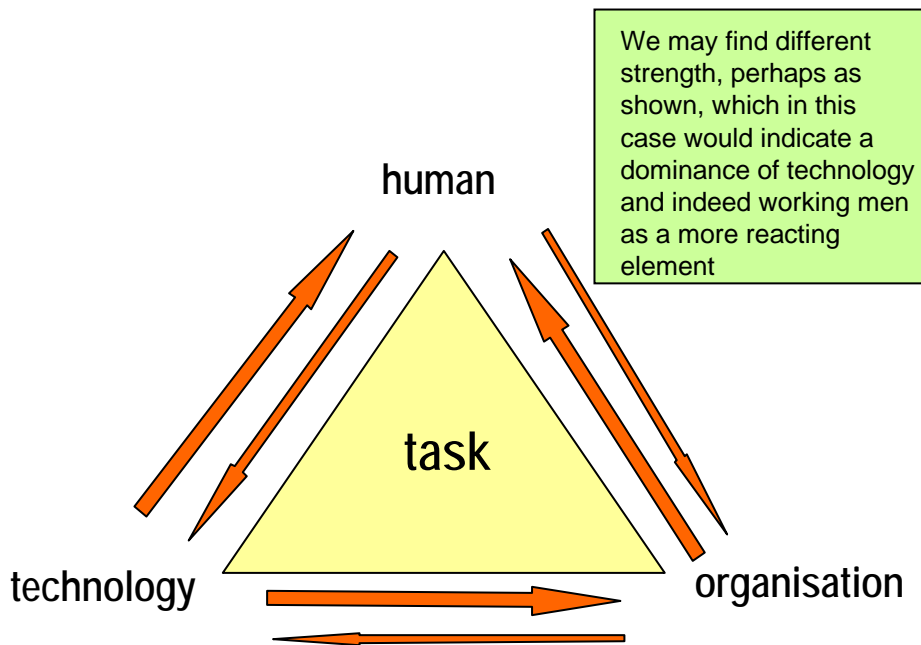 We may find different
strength, perhaps as
shown, which in this
case would indicate a
dominance of technology
and indeed working men
as a more reacting
element
human
task
technology
organisation